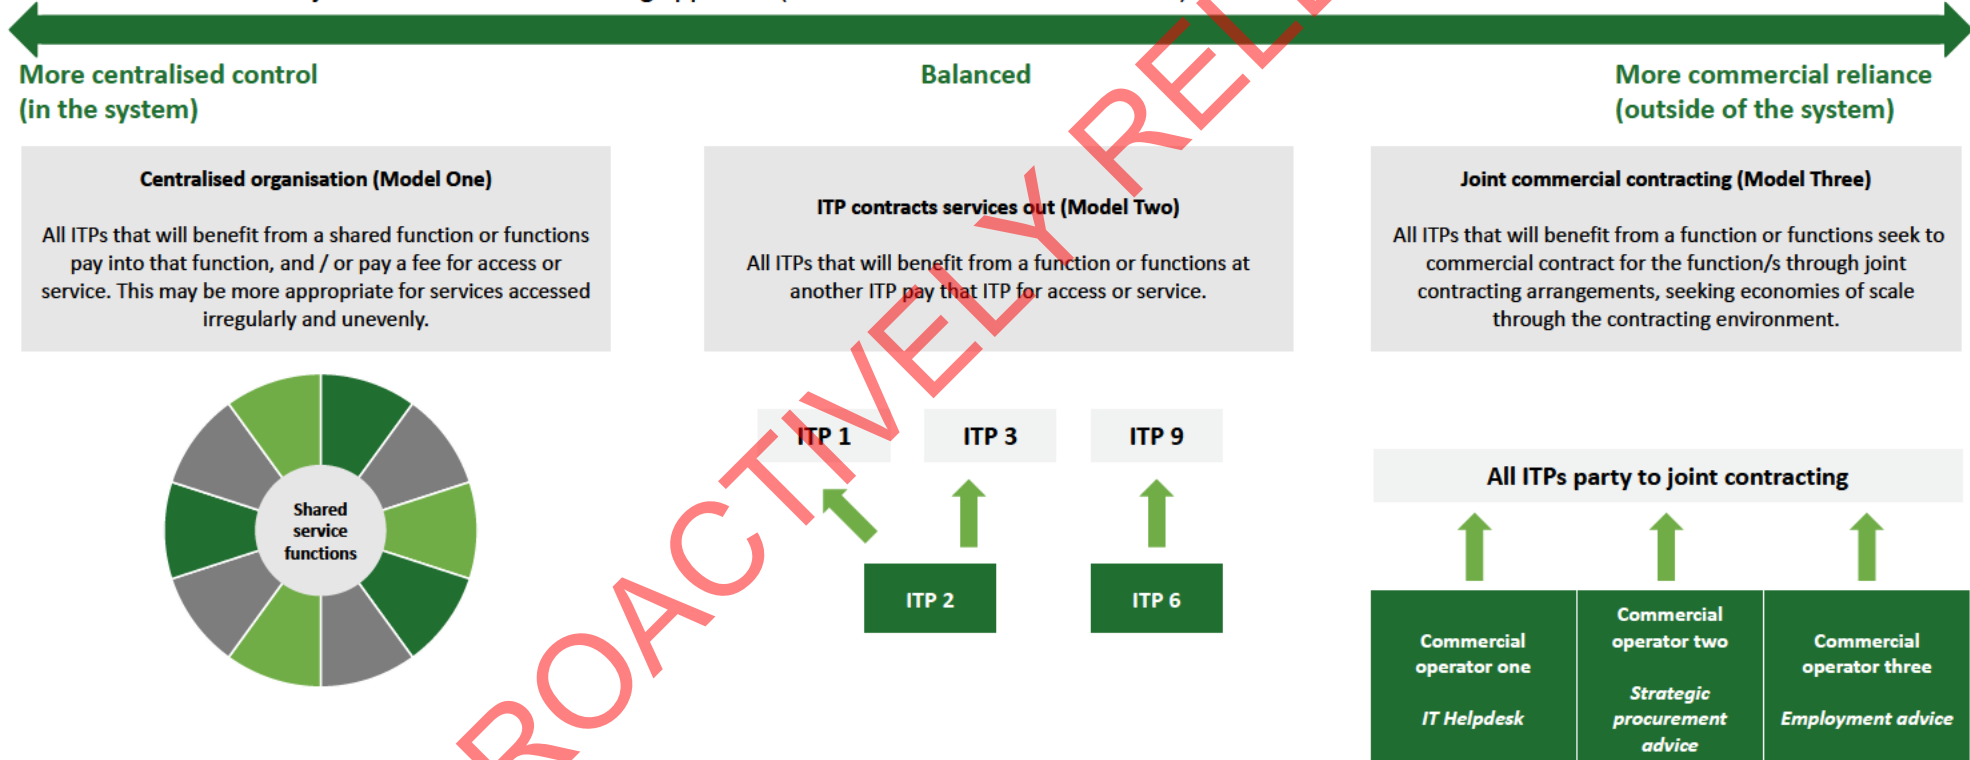 More centralised control
(in the system)
Balanced
More commercial reliance
(outside of the system)
Centralised organisation (Model One)
All ITPs that will benefit from a shared function or functions
pay into that function, and / or pay a fee for access or
service. This may be more appropriate for services accessed
irregularly and unevenly.
ITP contracts services out (Model Two)
All ITPs that will benefit from a function or functions at
another ITP pay that ITP for access or service.
Joint commercial contracting (Model Three)
All ITPs that will benefit from a function or functions seek to
commercial contract for the function/s through joint
contracting arrangements, seeking economies of scale
through the contracting environment.
Shared
service
functions
ITP 1
ITP 3
ITP 9
ITP 2
ITP 6
All ITPs party to joint contracting
Commercial
operator one
IT Helpdesk
Commercial
operator two
Strategic
procurement
advice
Commercial
operator three
Employment advice
ROACTIVELY REL